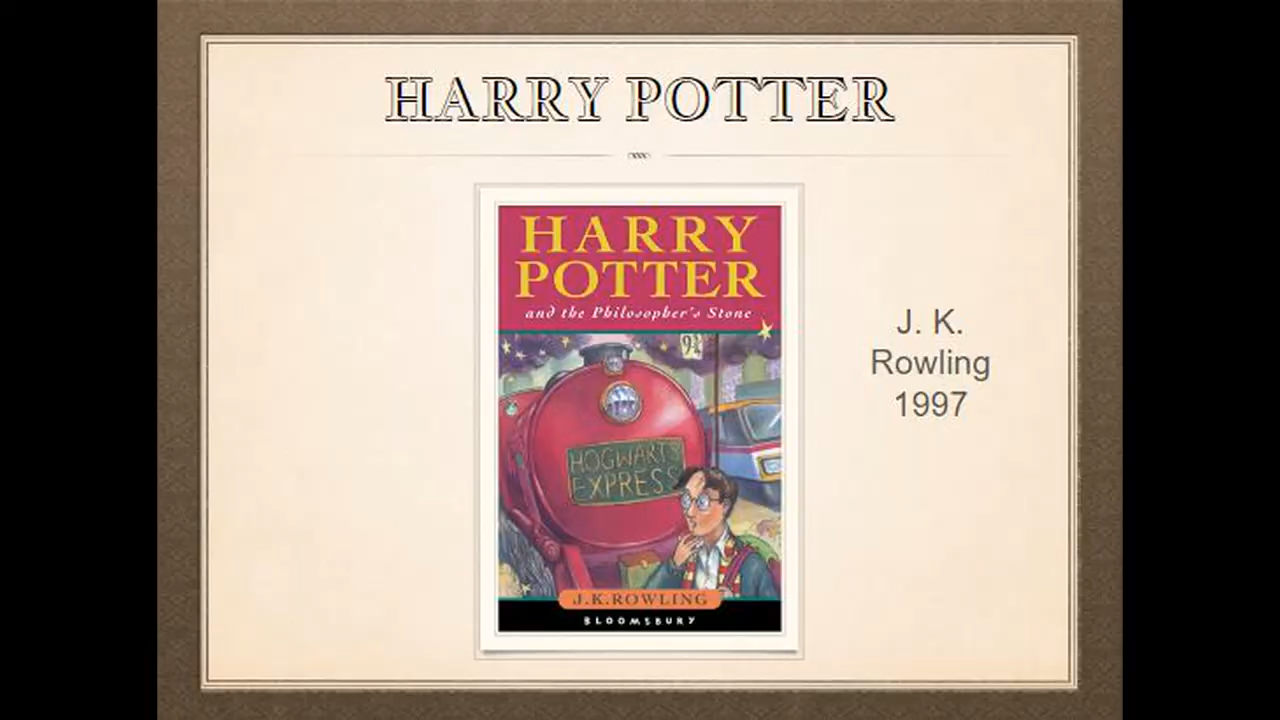 HARRY POTTER
HARRY
POTTER
and the Philosopher's Stone
9¾
HOGWARTS
EXPRESS
J.K.ROWLING
BLOOMSBURY
J. K.
Rowling
1997